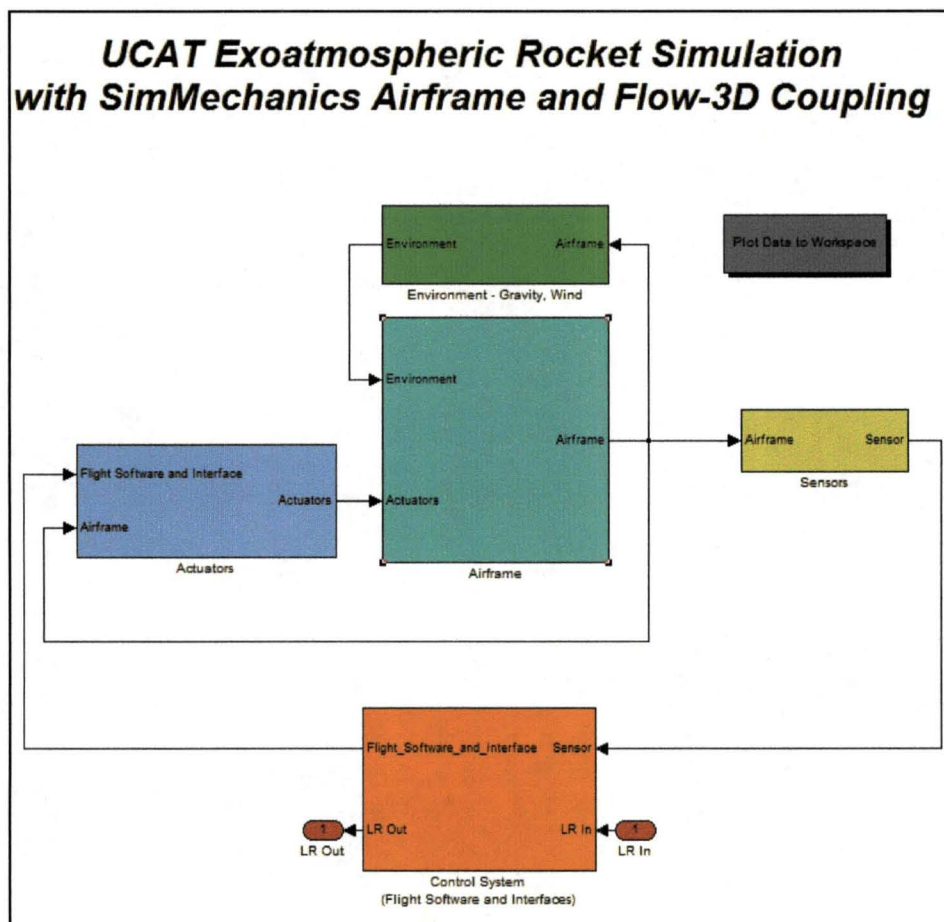 UCAT Exoatmospheric Rocket Simulation
with SimMechanics Airframe and Flow-3D Coupling
Environment
Airframe
Environment - Gravity, Wind
Plot Data to Workspace
Environment
Airframe
Actuators
Airframe
Airframe
Sensor
Sensors
Flight Software and Interface
Actuators
Airframe
Actuators
Flight_Software_and_Interface
Sensor
LR Out
LR In
1
LR Out
1
LR In
Control System
(Flight Software and Interfaces)